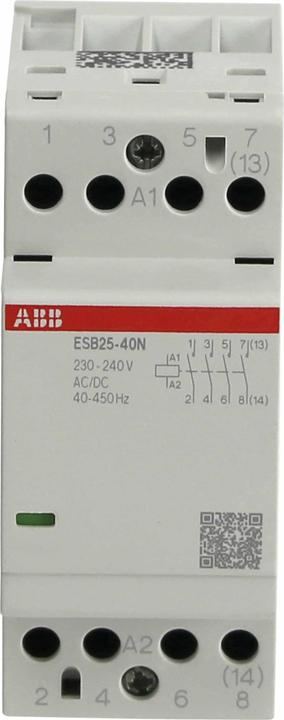 1 3 5 7
(13)
A1
ABB
ESB25-40N
230-240V
AC/DC
40-450Hz
A1
A2
1 3 5 7(13)
2 4 6 8(14)
A2
(14)
2 4 6 8